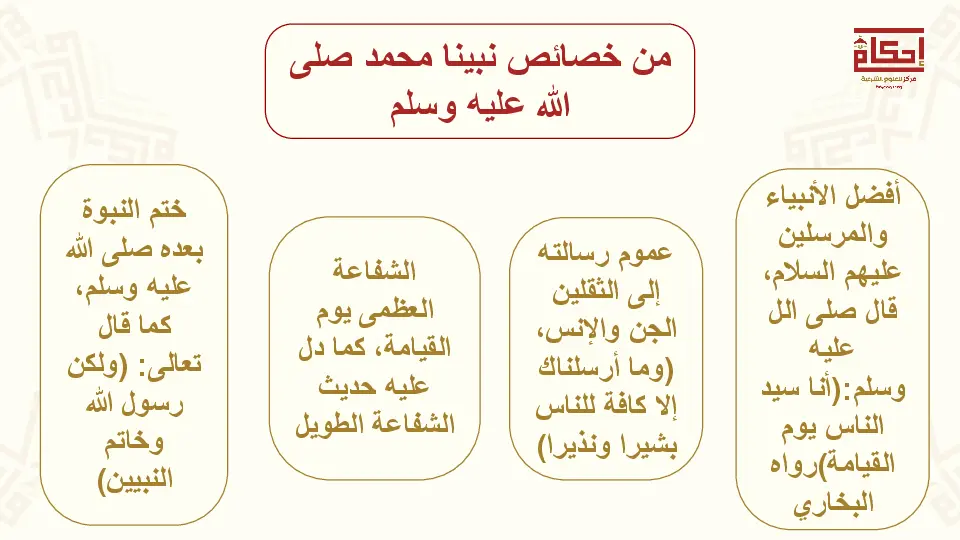 إحكام
مركز للعلوم الشرعية
من خصائص نبينا محمد صلى
الله عليه وسلم
أفضل الأنبياء
والمرسلين
عليهم السلام،
قال صلى الل
عليه
وسلم:(أنا سيد
الناس يوم
القيامة)رواه
البخاري
عموم رسالته
إلى الثقلين
الجن والإنس،
(وما أرسلناك
إلا كافة للناس
بشيرا ونذيرا)
الشفاعة
العظمى يوم
القيامة، كما دل
عليه حديث
الشفاعة الطويل
ختم النبوة
بعده صلى الله
عليه وسلم،
كما قال
تعالى: (ولكن
رسول الله
وخاتم
النبيين)